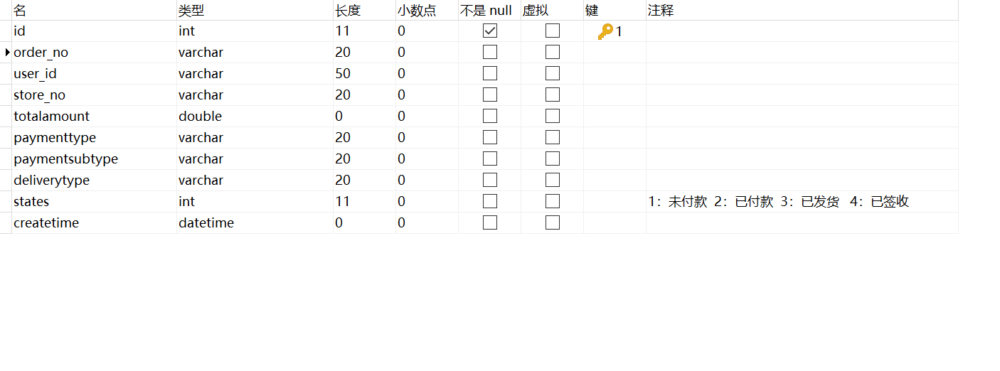 名 类型 长度 小数点 不是 null 虚拟 键 注释
id int 11 0 1
order_no varchar 20 0
user_id varchar 50 0
store_no varchar 20 0
totalamount double 0 0
paymenttype varchar 20 0
paymentsubtype varchar 20 0
deliverytype varchar 20 0
states int 11 0 1：未付款 2：已付款 3：已发货 4：已签收
createtime datetime 0 0